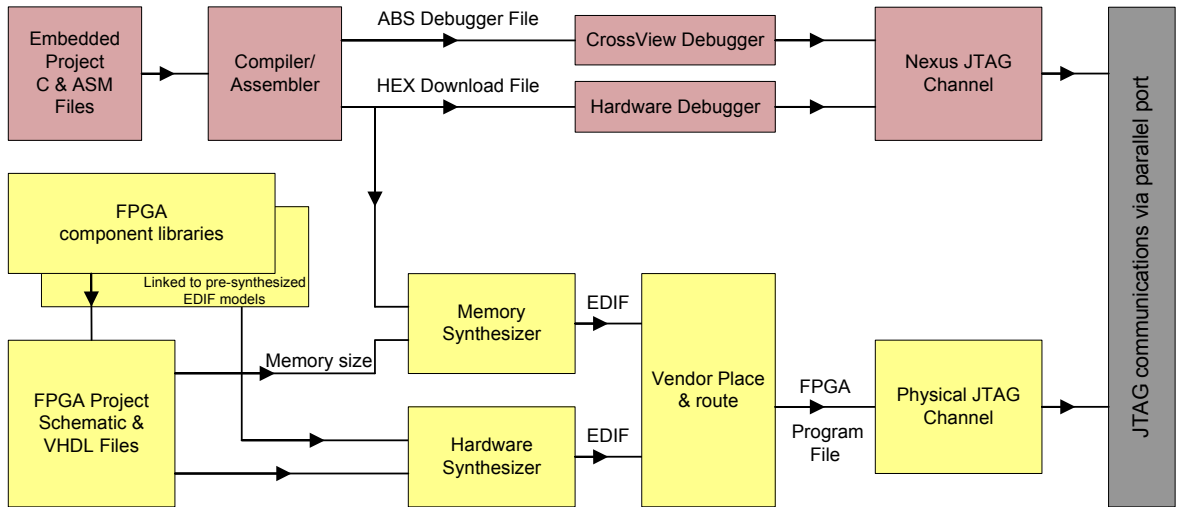 Embedded
Project
C & ASM
Files
Compiler/
Assembler
ABS Debugger File
HEX Download File
CrossView Debugger
Hardware Debugger
Nexus JTAG
Channel
JTAG communications via parallel port
FPGA
component libraries
Linked to pre-synthesized
EDIF models
FPGA Project
Schematic &
VHDL Files
Memory size
Memory
Synthesizer
EDIF
Hardware
Synthesizer
EDIF
Vendor Place
& route
FPGA
Program
File
Physical JTAG
Channel